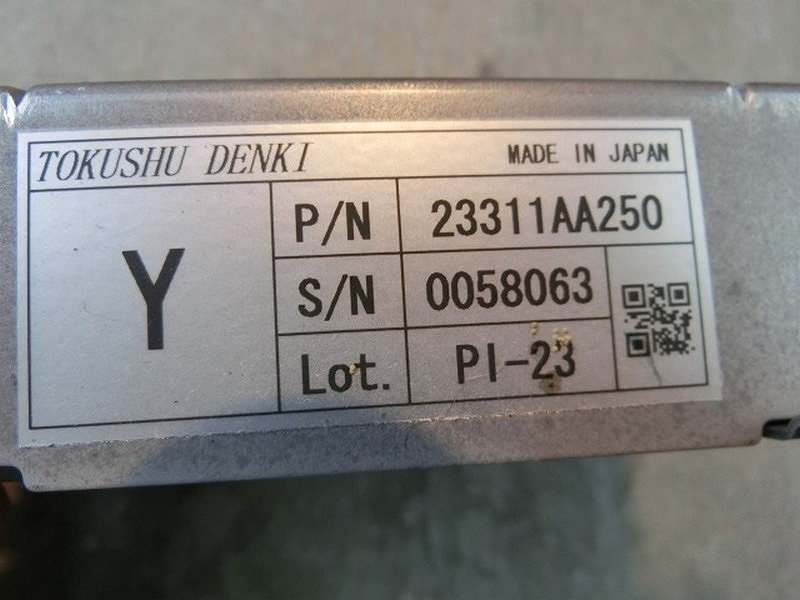 TOKUSHU DENKI MADE IN JAPAN
Y
P/N 23311AA250
S/N 0058063
Lot. PI-23